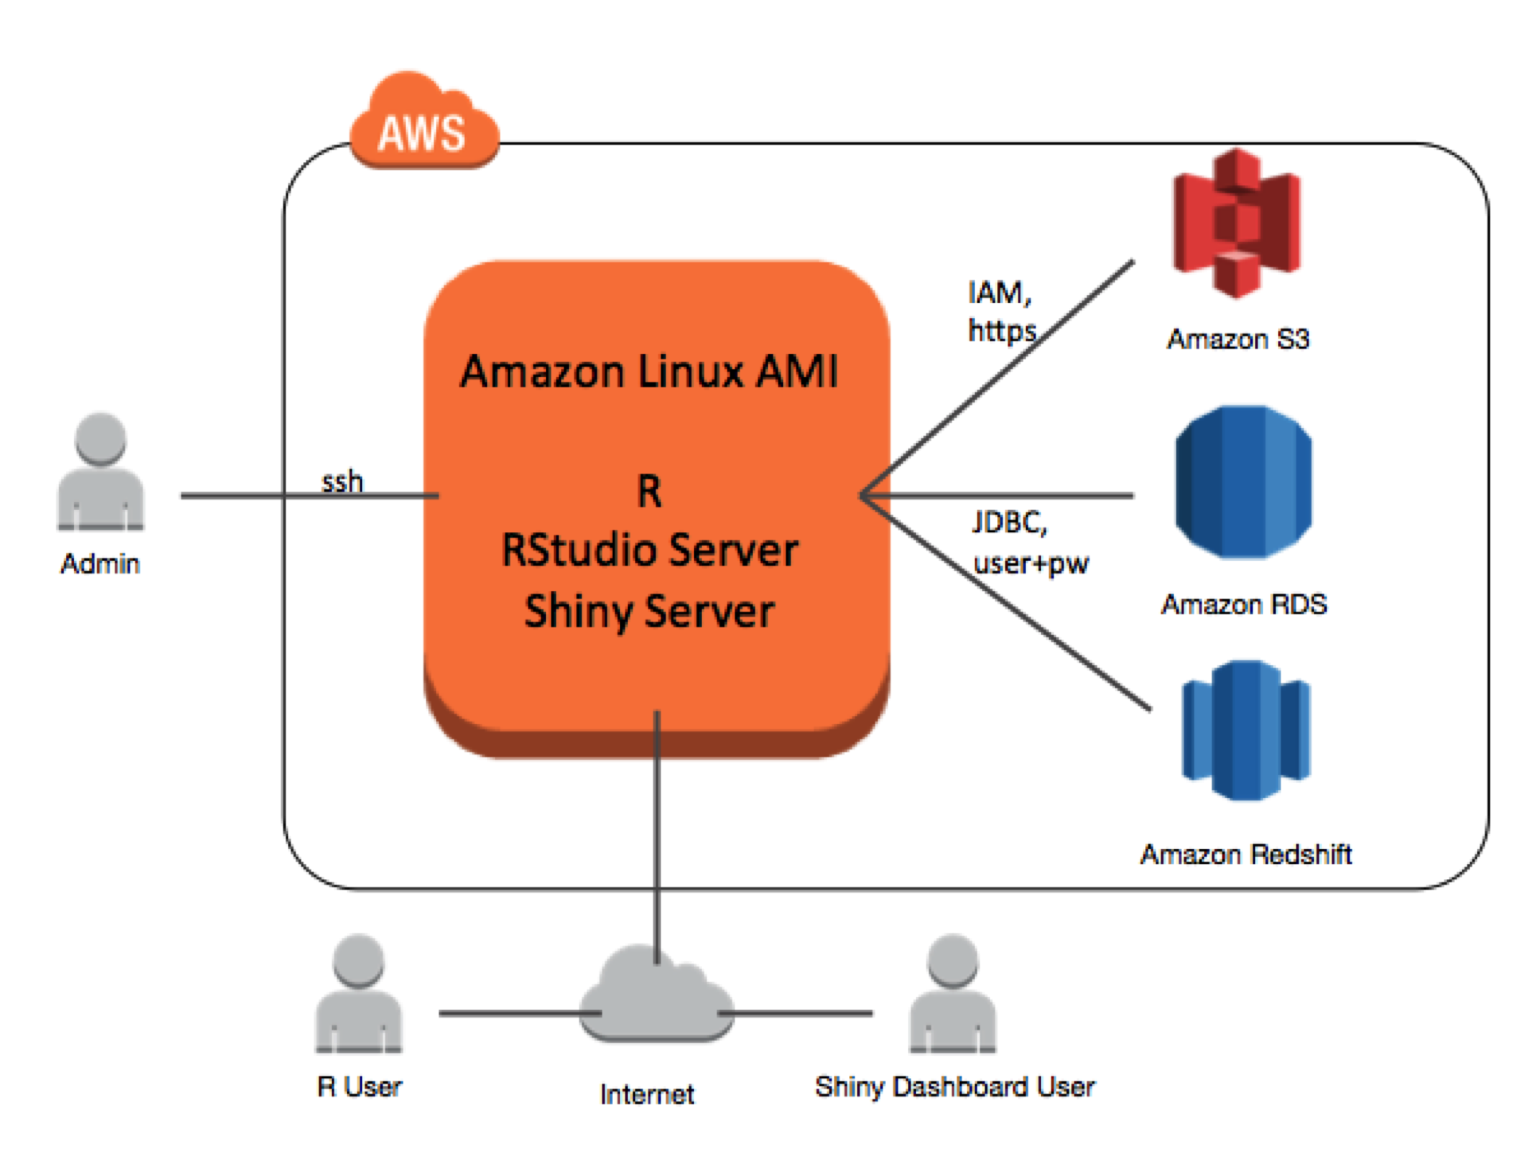 AWS
Amazon Linux AMI
R
RStudio Server
Shiny Server
ssh
Admin
IAM,
https
Amazon S3
JDBC,
user+pw
Amazon RDS
Amazon Redshift
R User
Internet
Shiny Dashboard User